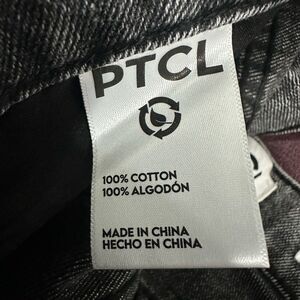 PTCL
100% COTTON
100% ALGODÓN
MADE IN CHINA
HECHO EN CHINA